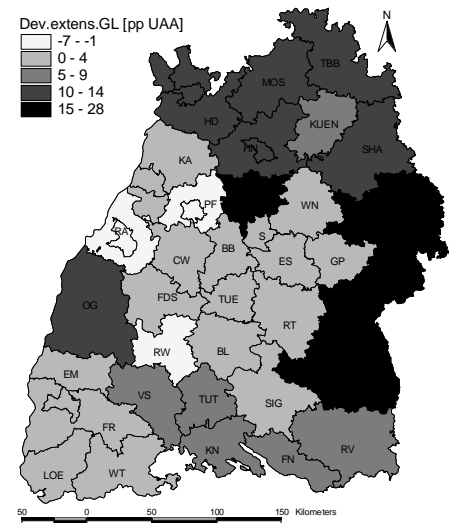 Dev.extens.GL [pp UAA]
-7 - -1
0 - 4
5 - 9
10 - 14
15 - 28
N
TBB
MOS
HD
KUEN
HN
SHA
KA
PF
WN
RA
S
BB
CW
ES
GP
FDS
TUE
OG
RT
RW
BL
EM
VS
TUT
SIG
FR
KN
FN
RV
LOE
WT
50 0 50 100 150 Kilometers